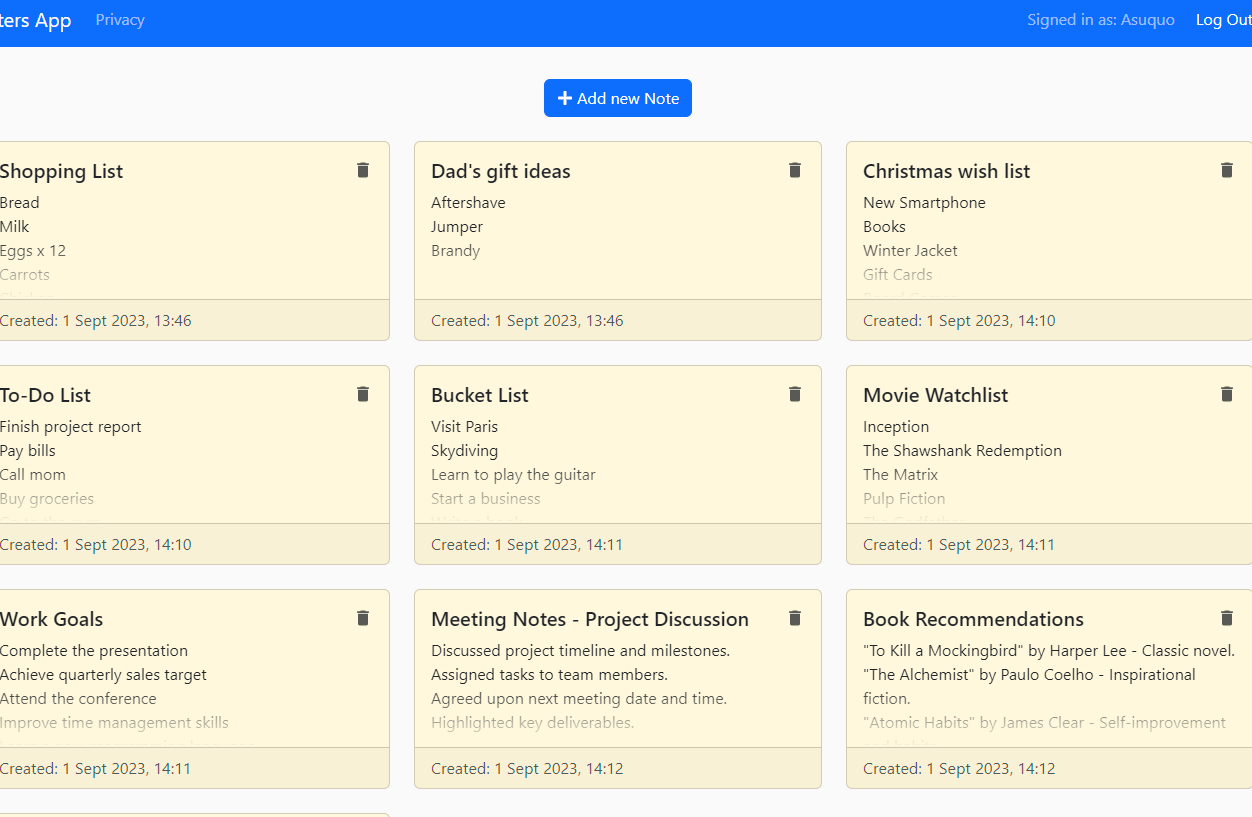 ters App Privacy Signed in as: Asuquo Log Out
Add new Note
Shopping List
Bread
Milk
Eggs x 12
Carrots
Created: 1 Sept 2023, 13:46
Dad's gift ideas
Aftershave
Jumper
Brandy
Created: 1 Sept 2023, 13:46
Christmas wish list
New Smartphone
Books
Winter Jacket
Gift Cards
Created: 1 Sept 2023, 14:10
To-Do List
Finish project report
Pay bills
Call mom
Buy groceries
Created: 1 Sept 2023, 14:10
Bucket List
Visit Paris
Skydiving
Learn to play the guitar
Start a business
Created: 1 Sept 2023, 14:11
Movie Watchlist
Inception
The Shawshank Redemption
The Matrix
Pulp Fiction
Created: 1 Sept 2023, 14:11
Work Goals
Complete the presentation
Achieve quarterly sales target
Attend the conference
Improve time management skills
Created: 1 Sept 2023, 14:11
Meeting Notes - Project Discussion
Discussed project timeline and milestones.
Assigned tasks to team members.
Agreed upon next meeting date and time.
Highlighted key deliverables.
Created: 1 Sept 2023, 14:12
Book Recommendations
"To Kill a Mockingbird" by Harper Lee - Classic novel.
"The Alchemist" by Paulo Coelho - Inspirational
fiction.
"Atomic Habits" by James Clear - Self-improvement
Created: 1 Sept 2023, 14:12